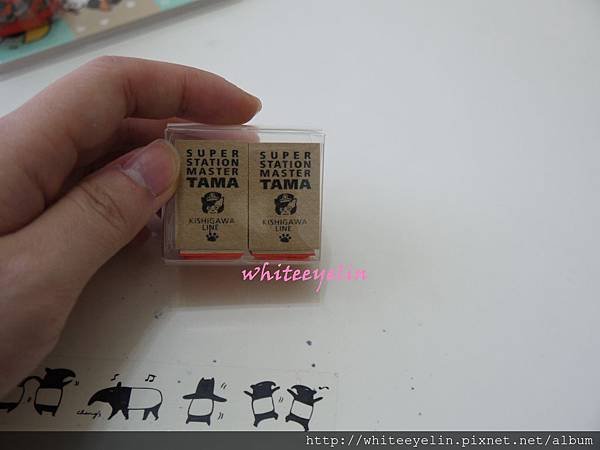 SUPER
STATION
MASTER
TAMA
KISHIGAWA
LINE
SUPER
STATION
MASTER
TAMA
KISHIGAWA
LINE
whiteeyelin
http://whiteeyelin.pixnet.net/album